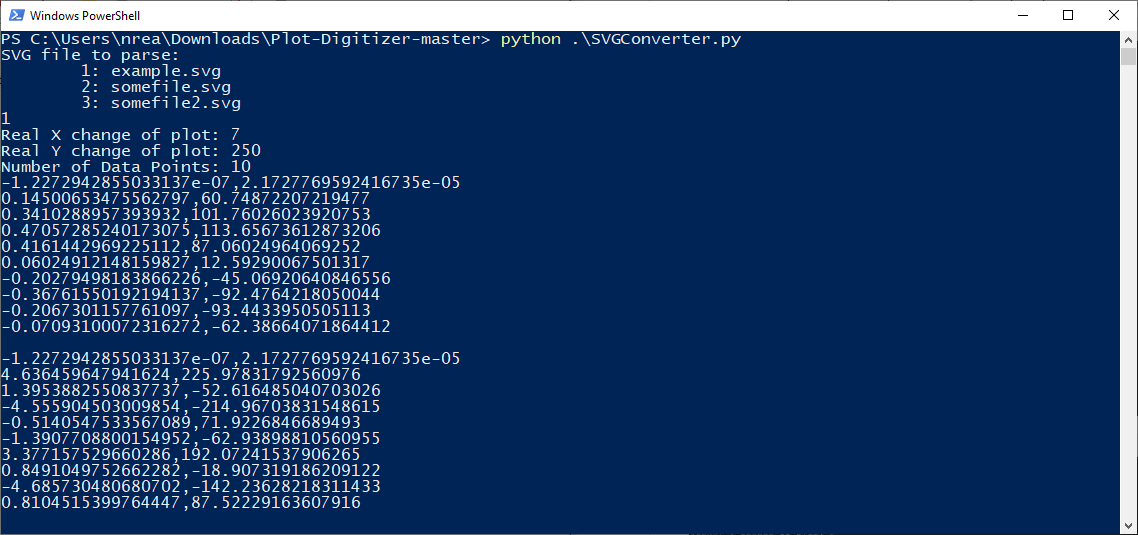 Windows PowerShell
PS C:\Users\nrea\Downloads\Plot-Digitizer-master> python .\SVGConverter.py
SVG file to parse:
1: example.svg
2: somefile.svg
3: somefile2.svg
1
Real X change of plot: 7
Real Y change of plot: 250
Number of Data Points: 10
-1.2272942855033137e-07,2.1727769592416735e-05
0.14500653475562797,60.74872207219477
0.3410288957393932,101.76026023920753
0.47057285240173075,113.65673612873206
0.4161442969225112,87.06024964069252
0.06024912148159827,12.59290067501317
-0.20279498183866226,-45.06920640846556
-0.36761550192194137,-92.4764218050044
-0.2067301157761097,-93.4433950505113
-0.07093100072316272,-62.38664071864412
-1.2272942855033137e-07,2.1727769592416735e-05
4.636459647941624,225.97831792560976
1.3953882550837737,-52.616485040703026
-4.555904503009854,-214.96703831548615
-0.5140547533567089,71.9226846689493
-1.3907708800154952,-62.93898810560955
3.377157529660286,192.07241537906265
0.8491049752662282,-18.907319186209122
-4.685730480680702,-142.23628218311433
0.8104515399764447,87.52229163607916